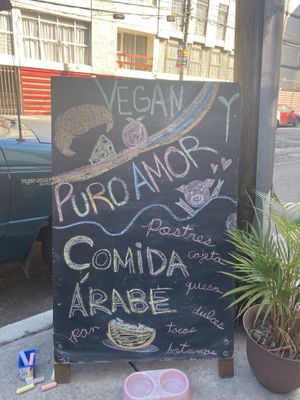 VEGAN Y
PURO AMOR
Postres
COMIDA
cajeta
queso
ÁRABE
dulces
pan
tacos
botanas